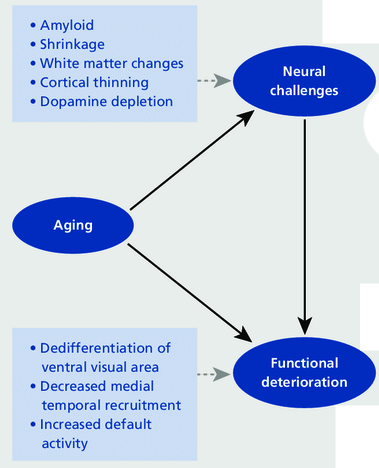 • Amyloid
• Shrinkage
• White matter changes
• Cortical thinning
• Dopamine depletion
Neural
challenges
Aging
• Dedifferentiation of
ventral visual area
• Decreased medial
temporal recruitment
• Increased default
activity
Functional
deterioration